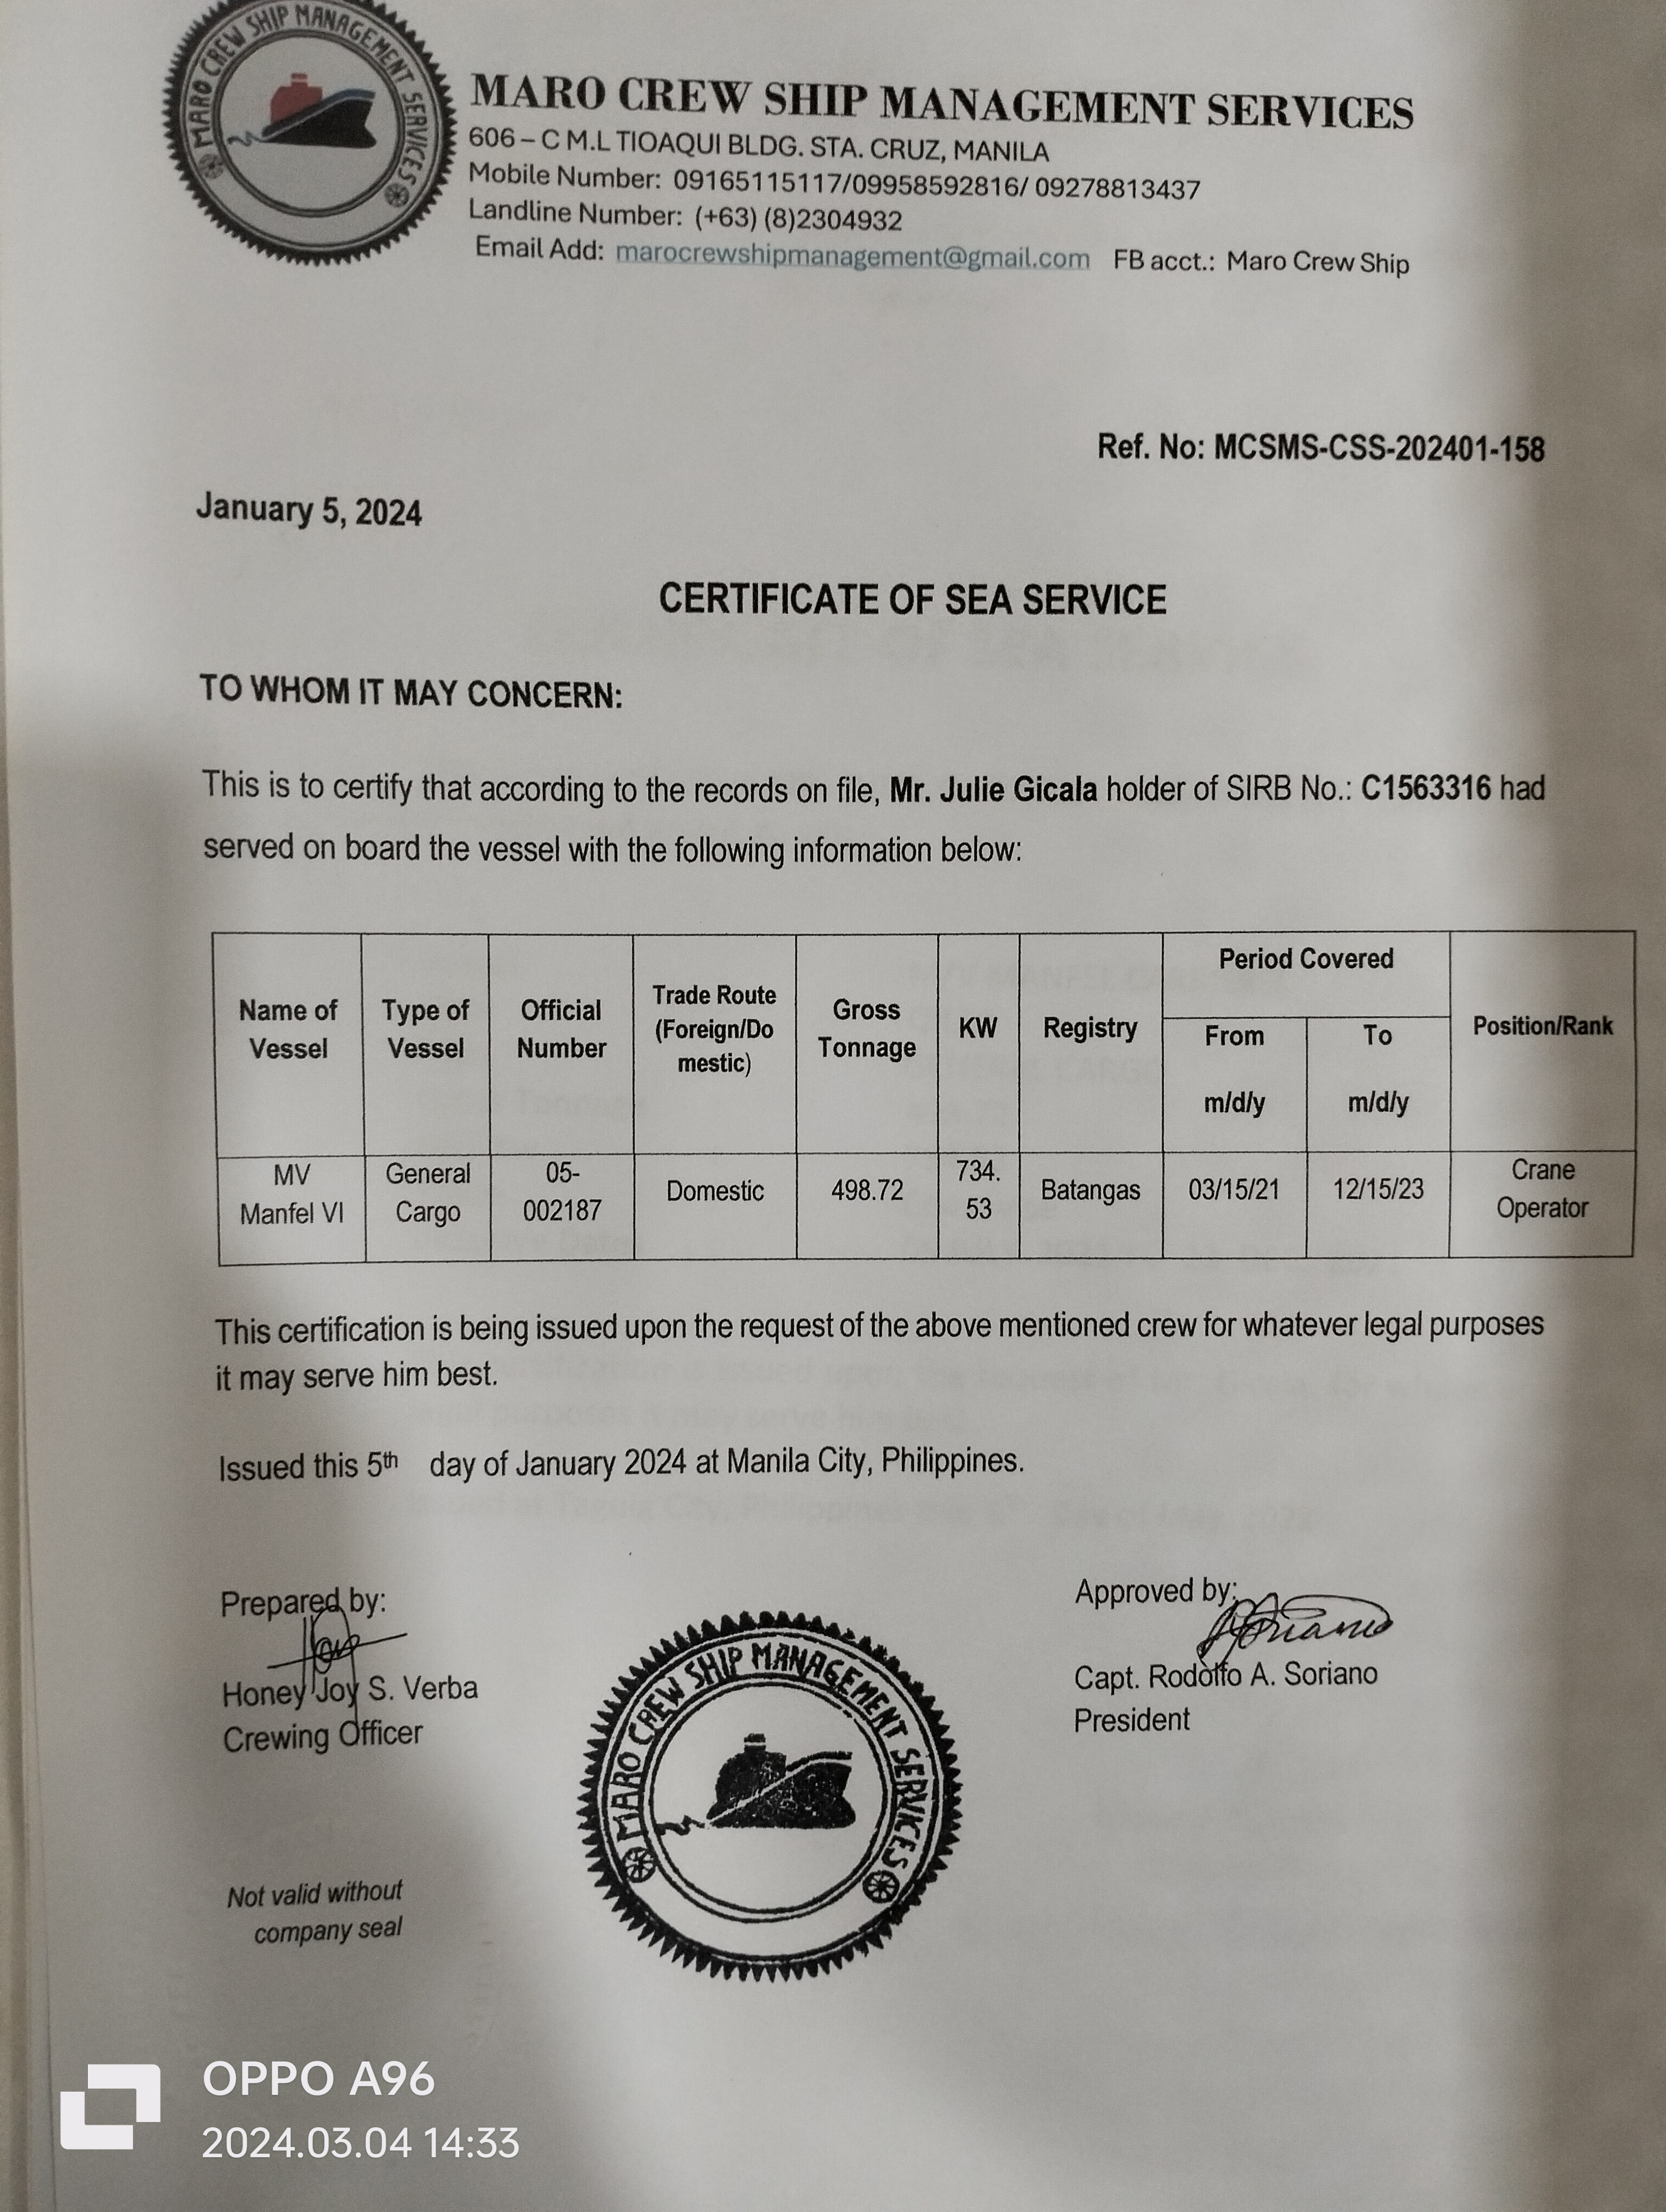 MARO CREW SHIP MANAGEMENT SERVICES
MARO CREW SHIP MANAGEMENT SERVICES
606 – C M.L TIOAQUI BLDG. STA. CRUZ, MANILA
Mobile Number: 09165115117/09958592816/ 09278813437
Landline Number: (+63) (8)2304932
Email Add: marocrewshipmanagement@gmail.com FB acct.: Maro Crew Ship
Ref. No: MCSMS-CSS-202401-158
January 5, 2024
CERTIFICATE OF SEA SERVICE
TO WHOM IT MAY CONCERN:
This is to certify that according to the records on file, Mr. Julie Gicala holder of SIRB No.: C1563316 had
served on board the vessel with the following information below:
Name of
Vessel
Type of
Vessel
Official
Number
Trade Route
(Foreign/Do
mestic)
Gross
Tonnage
KW
Registry
Period Covered
From
m/d/y
To
m/d/y
Position/Rank
MV
Manfel VI
General
Cargo
05-
002187
Domestic
498.72
734.
53
Batangas
03/15/21
12/15/23
Crane
Operator
This certification is being issued upon the request of the above mentioned crew for whatever legal purposes
it may serve him best.
Issued this 5th day of January 2024 at Manila City, Philippines.
Prepared by:
Honey Joy S. Verba
Crewing Officer
Approved by:
Capt. Rodolfo A. Soriano
President
MARO CREW SHIP MANAGEMENT SERVICES
Not valid without
company seal
OPPO A96
2024.03.04 14:33